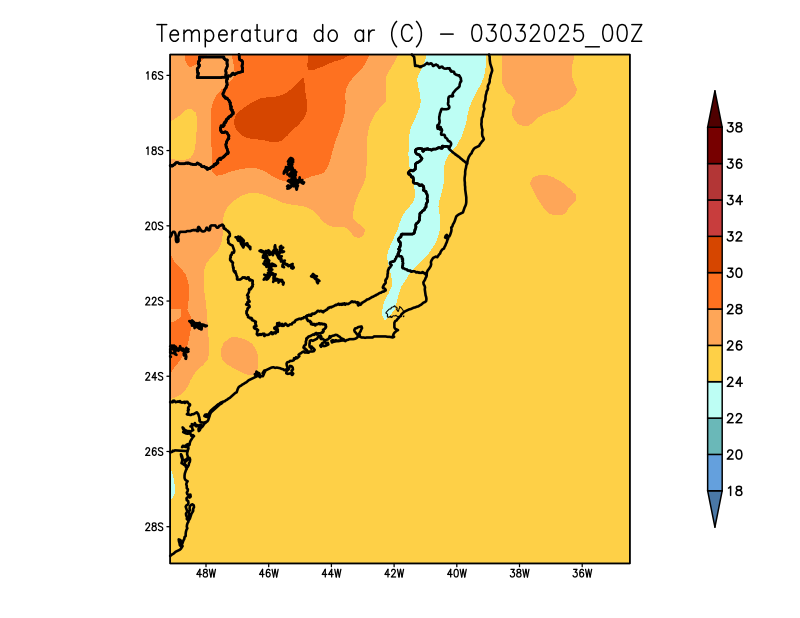 Temperatura do ar (C) – 03032025_00Z
16S
18S
20S
22S
24S
26S
28S
48W 46W 44W 42W 40W 38W 36W
38
36
34
32
30
28
26
24
22
20
18